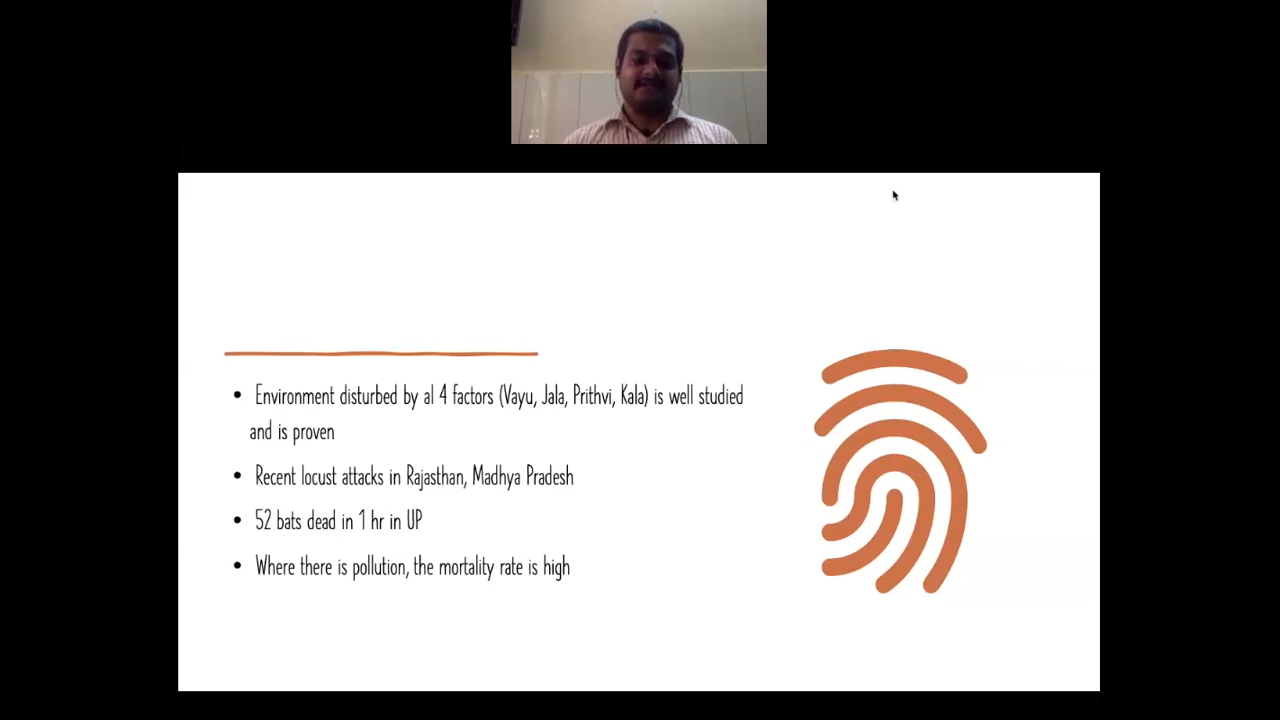 Environment disturbed by al 4 factors (Vayu, Jala, Prithvi, Kala) is well studied
and is proven
Recent locust attacks in Rajasthan, Madhya Pradesh
52 bats dead in 1 hr in UP
Where there is pollution, the mortality rate is high